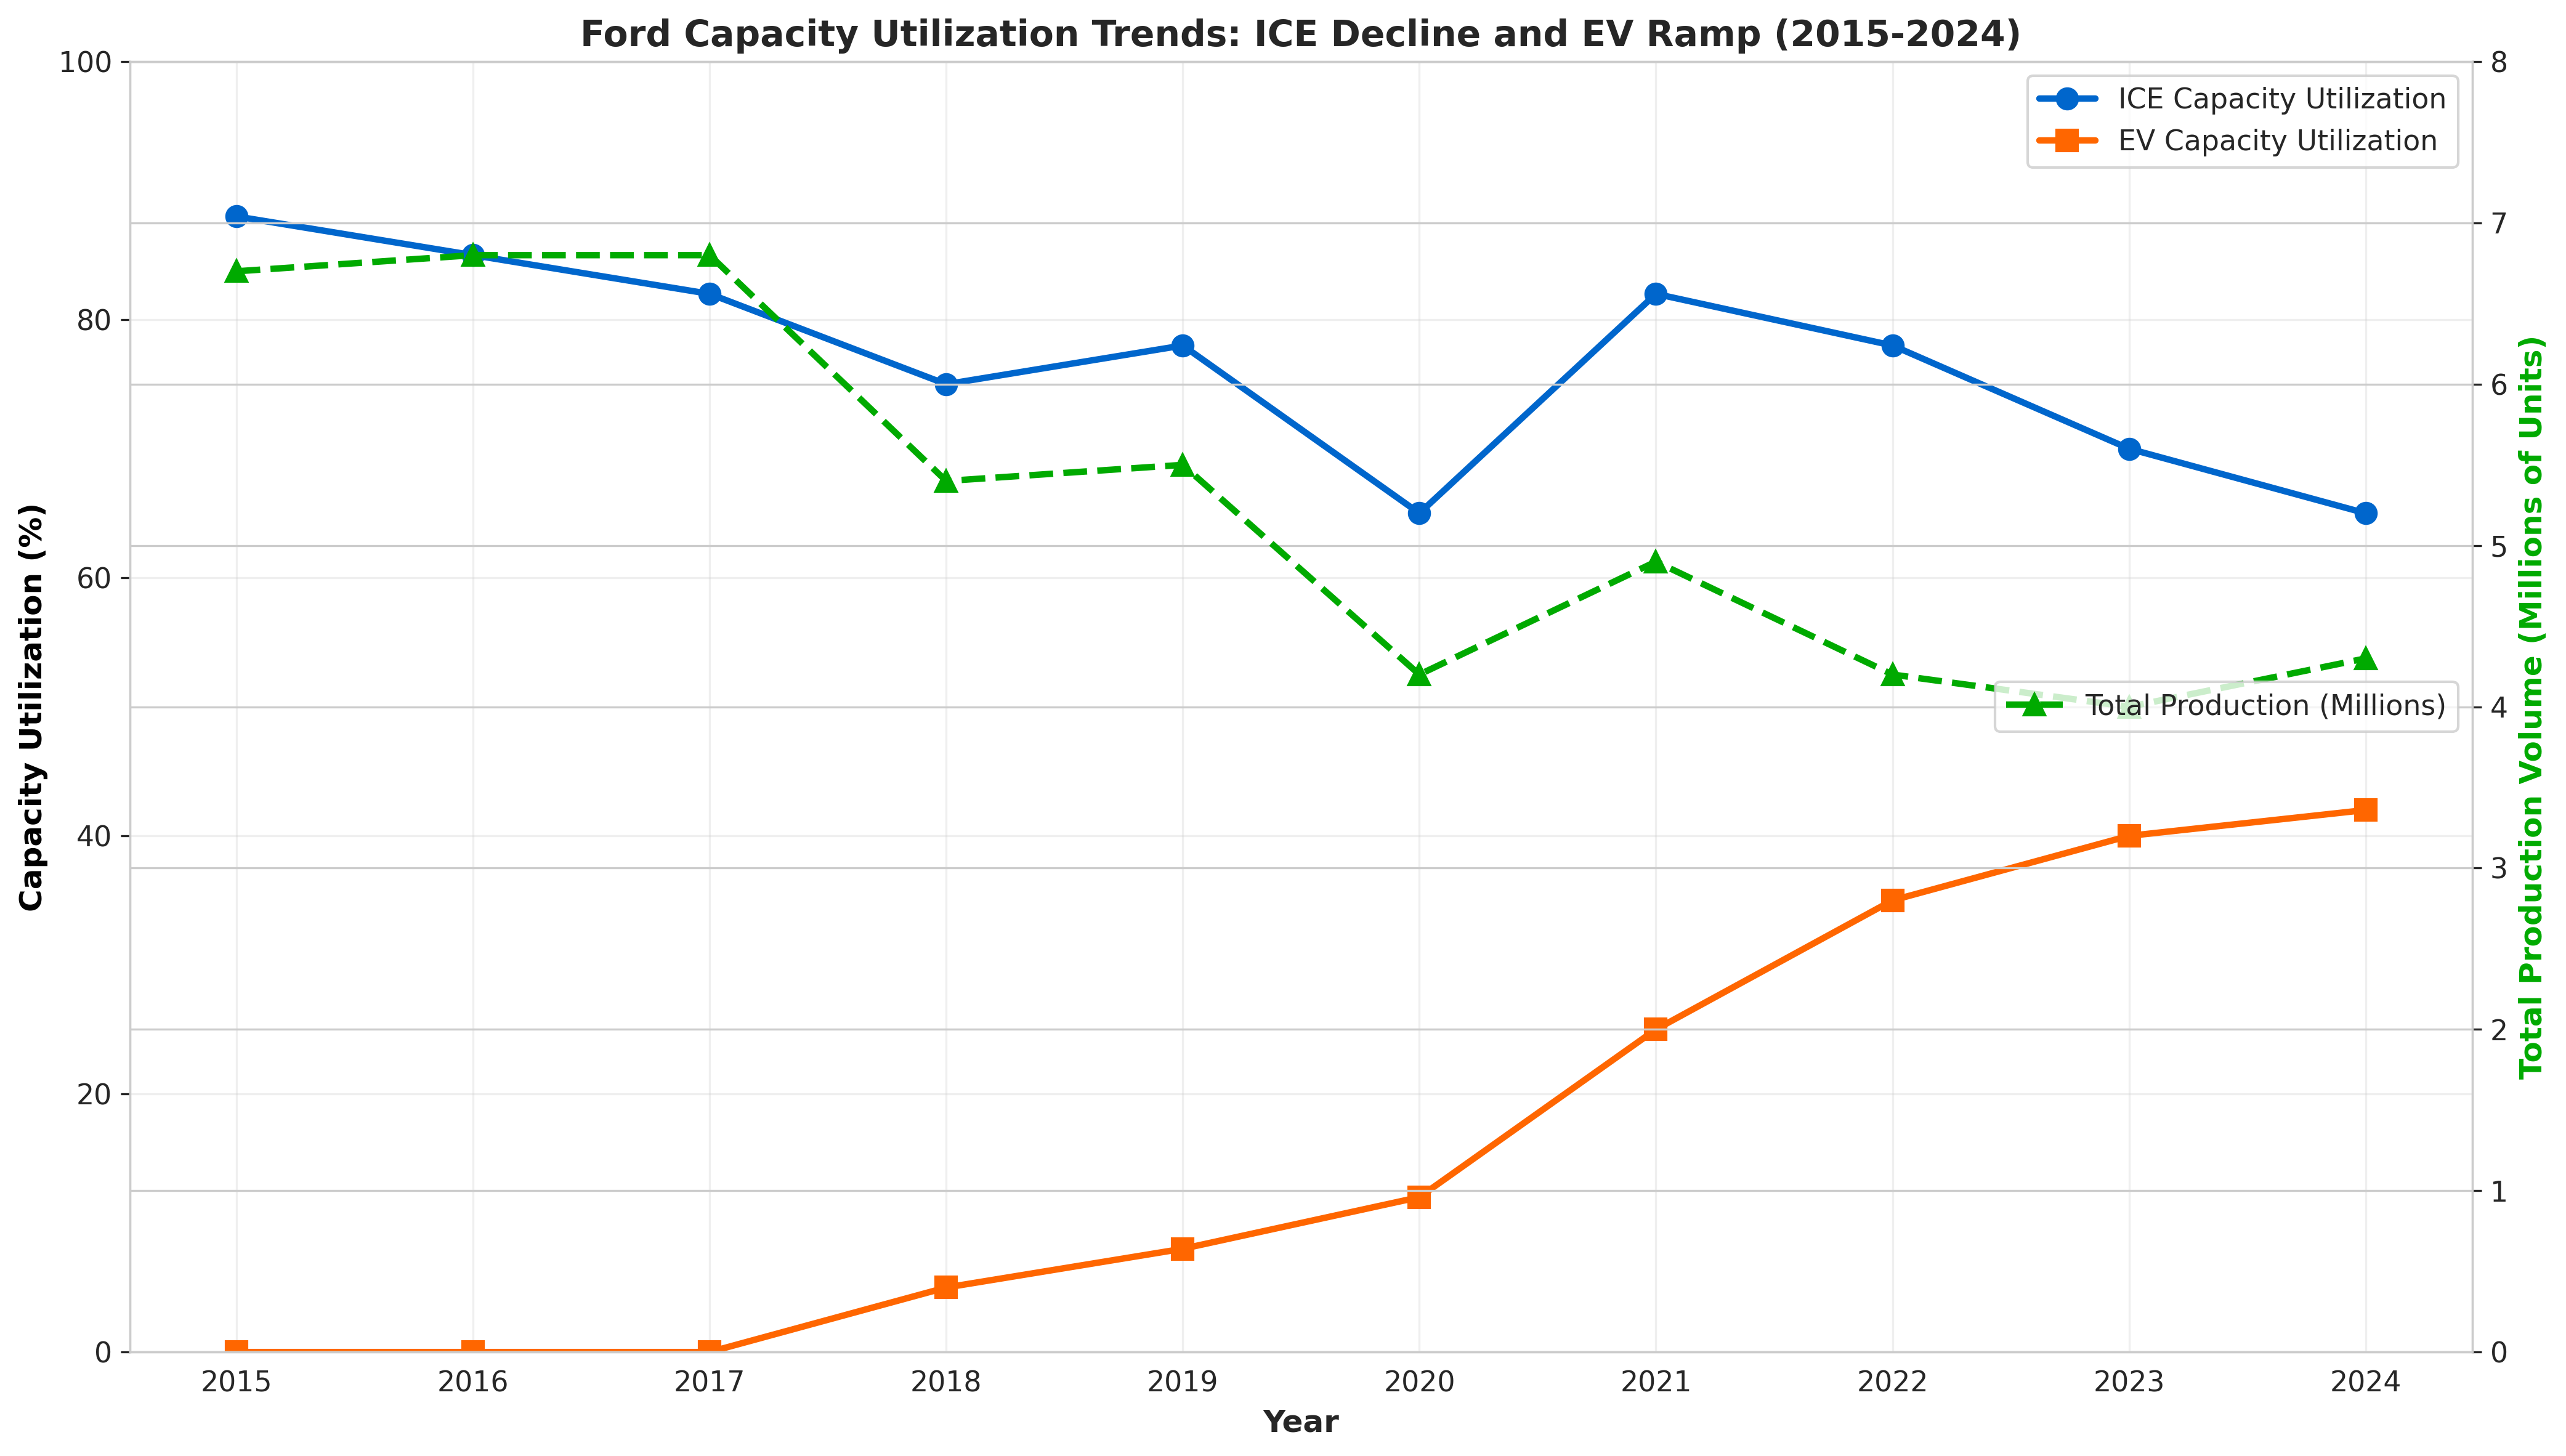 Ford Capacity Utilization Trends: ICE Decline and EV Ramp (2015-2024)
Capacity Utilization (%)
100
80
60
40
20
0
ICE Capacity Utilization
EV Capacity Utilization
Total Production (Millions)
8
7
6
5
4
3
2
1
0
Total Production Volume (Millions of Units)
2015 2016 2017 2018 2019 2020 2021 2022 2023 2024
Year